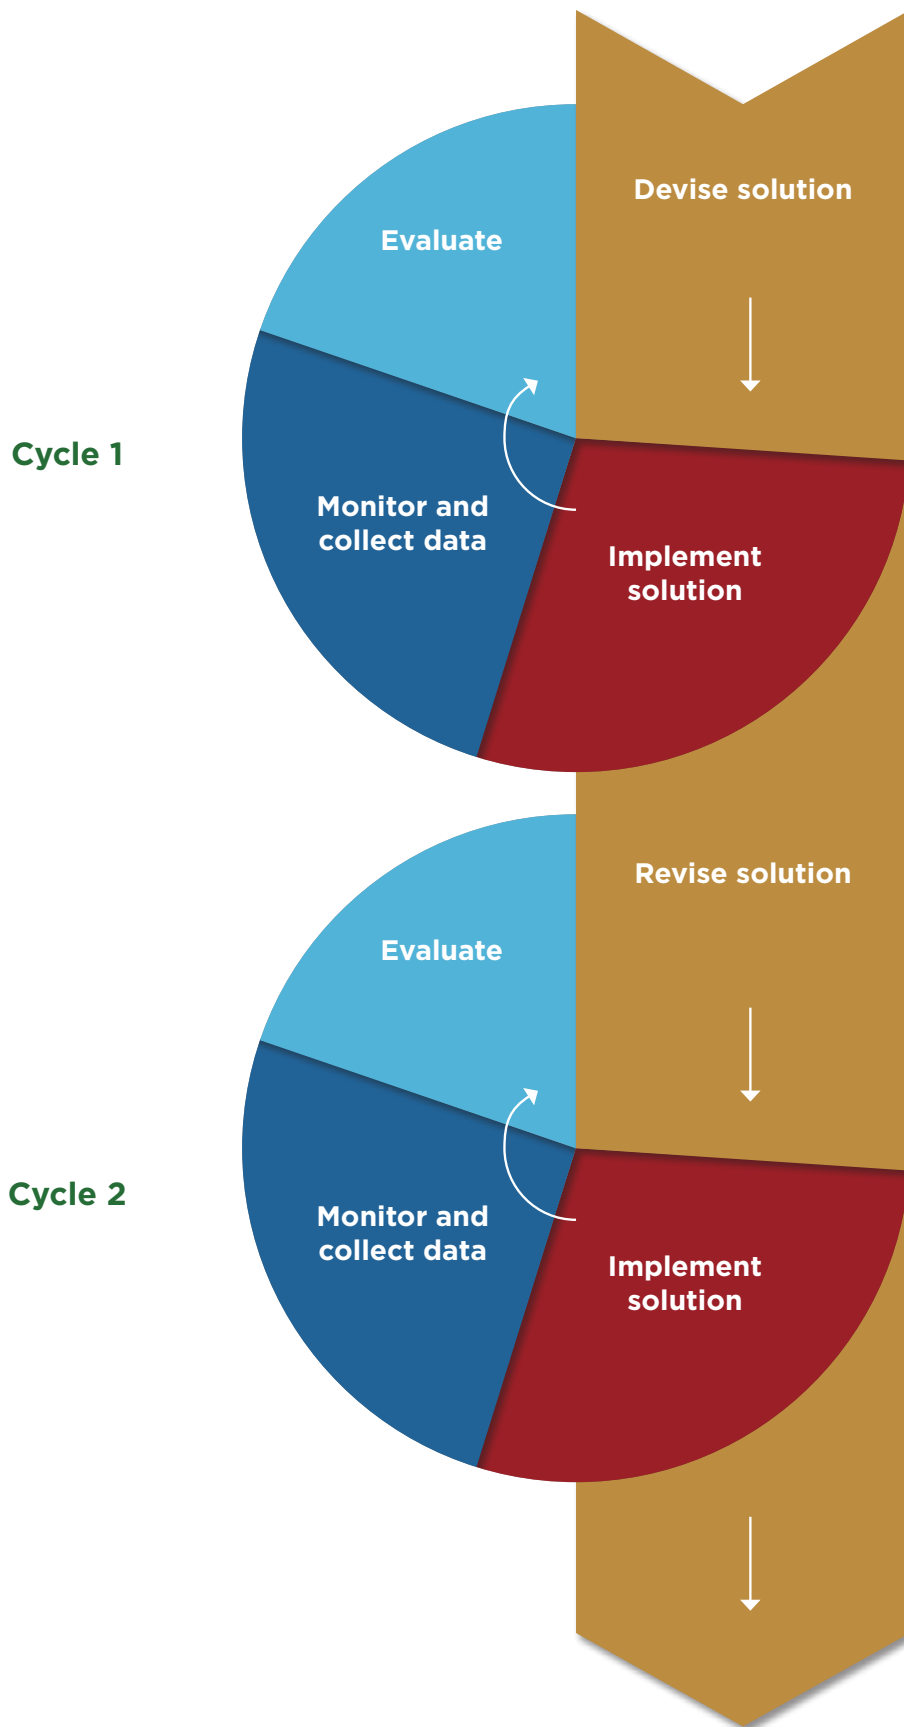 Devise solution
Evaluate
Cycle 1
Monitor and
collect data
Implement
solution
Revise solution
Evaluate
Cycle 2
Monitor and
collect data
Implement
solution